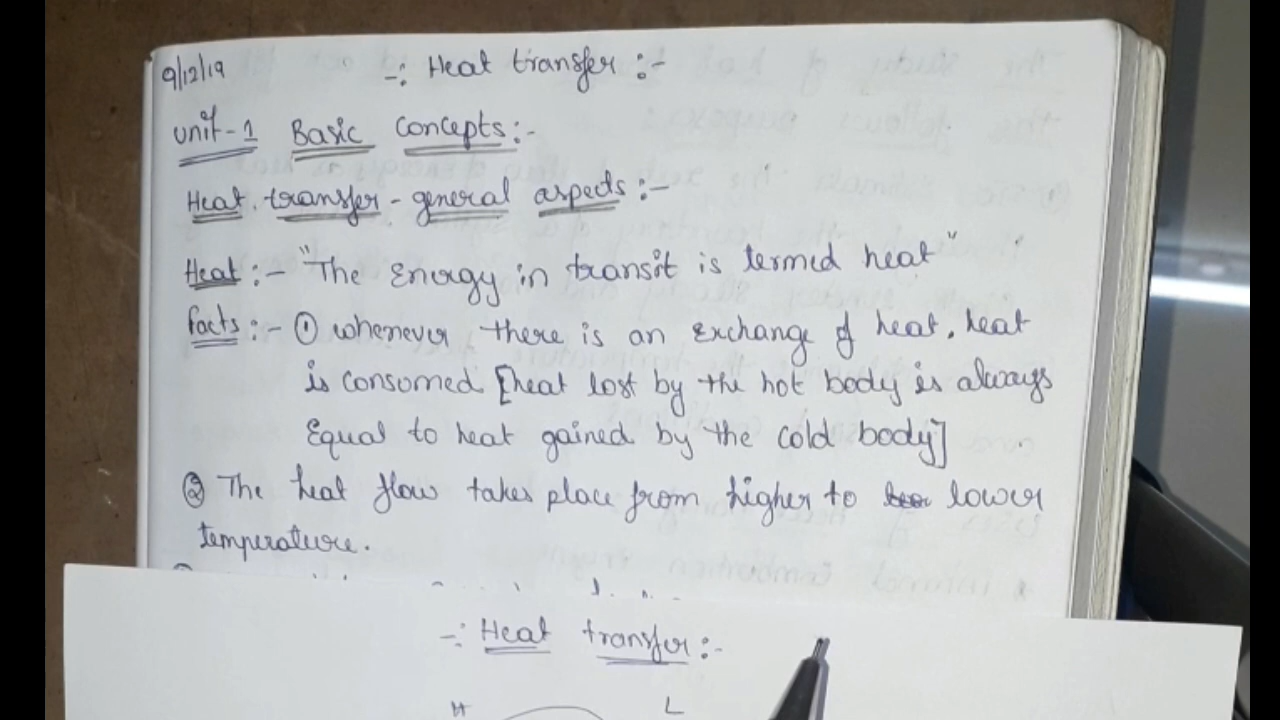 9/12/19 -: Heat transfer :-
Unit-1 Basic Concepts:-
Heat transfer - general aspects :-
Heat :- "The Energy in transit is termed heat"
facts :- ① whenever there is an exchange of heat, heat
is consumed [heat lost by the hot body is always
Equal to heat gained by the cold body]
② The heat flow takes place from higher to lower
temperature.
-: Heat transfer :-
H L